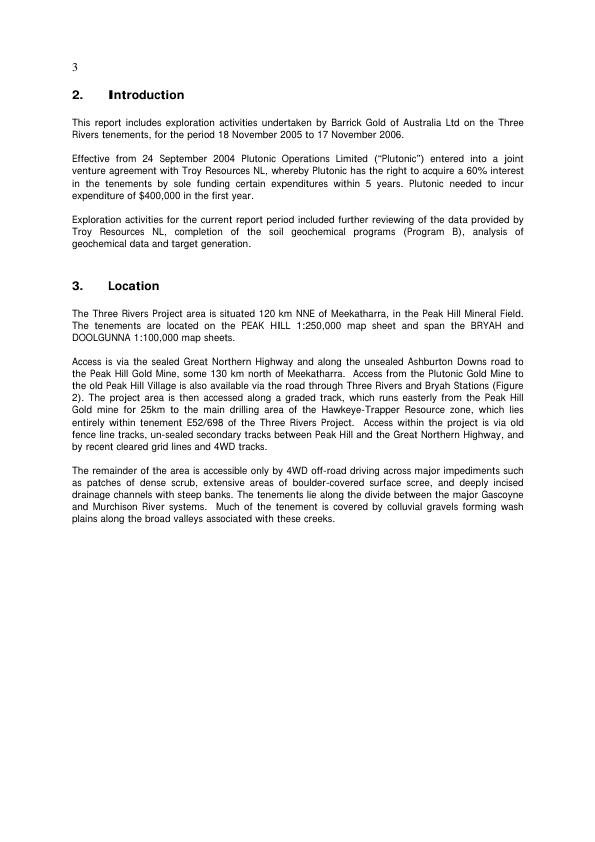 3
2. Introduction
This report includes exploration activities undertaken by Barrick Gold of Australia Ltd on the Three
Rivers tenements, for the period 18 November 2005 to 17 November 2006.
Effective from 24 September 2004 Plutonic Operations Limited (“Plutonic”) entered into a joint
venture agreement with Troy Resources NL, whereby Plutonic has the right to acquire a 60% interest
in the tenements by sole funding certain expenditures within 5 years. Plutonic needed to incur
expenditure of $400,000 in the first year.
Exploration activities for the current report period included further reviewing of the data provided by
Troy Resources NL, completion of the soil geochemical programs (Program B), analysis of
geochemical data and target generation.
3. Location
The Three Rivers Project area is situated 120 km NNE of Meekatharra, in the Peak Hill Mineral Field.
The tenements are located on the PEAK HILL 1:250,000 map sheet and span the BRYAH and
DOOLGUNNA 1:100,000 map sheets.
Access is via the sealed Great Northern Highway and along the unsealed Ashburton Downs road to
the Peak Hill Gold Mine, some 130 km north of Meekatharra. Access from the Plutonic Gold Mine to
the old Peak Hill Village is also available via the road through Three Rivers and Bryah Stations (Figure
2). The project area is then accessed along a graded track, which runs easterly from the Peak Hill
Gold mine for 25km to the main drilling area of the Hawkeye-Trapper Resource zone, which lies
entirely within tenement E52/698 of the Three Rivers Project. Access within the project is via old
fence line tracks, un-sealed secondary tracks between Peak Hill and the Great Northern Highway, and
by recent cleared grid lines and 4WD tracks.
The remainder of the area is accessible only by 4WD off-road driving across major impediments such
as patches of dense scrub, extensive areas of boulder-covered surface scree, and deeply incised
drainage channels with steep banks. The tenements lie along the divide between the major Gascoyne
and Murchison River systems. Much of the tenement is covered by colluvial gravels forming wash
plains along the broad valleys associated with these creeks.